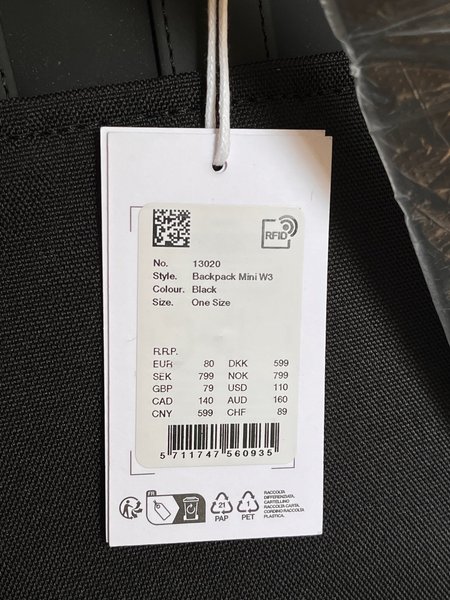 RFID
No. 13020
Style. Backpack Mini W3
Colour. Black
Size. One Size
R.R.P.
EUR 80 DKK 599
SEK 799 NOK 799
GBP 79 USD 110
CAD 140 AUD 160
CNY 599 CHF 89
5 711747 560935
FR
21
PAP
1
PET
RACCOLTA
DIFFERENZIATA.
CARTELLINO
RACCOLTA CARTA,
CORDINO RACCOLTA
PLASTICA.